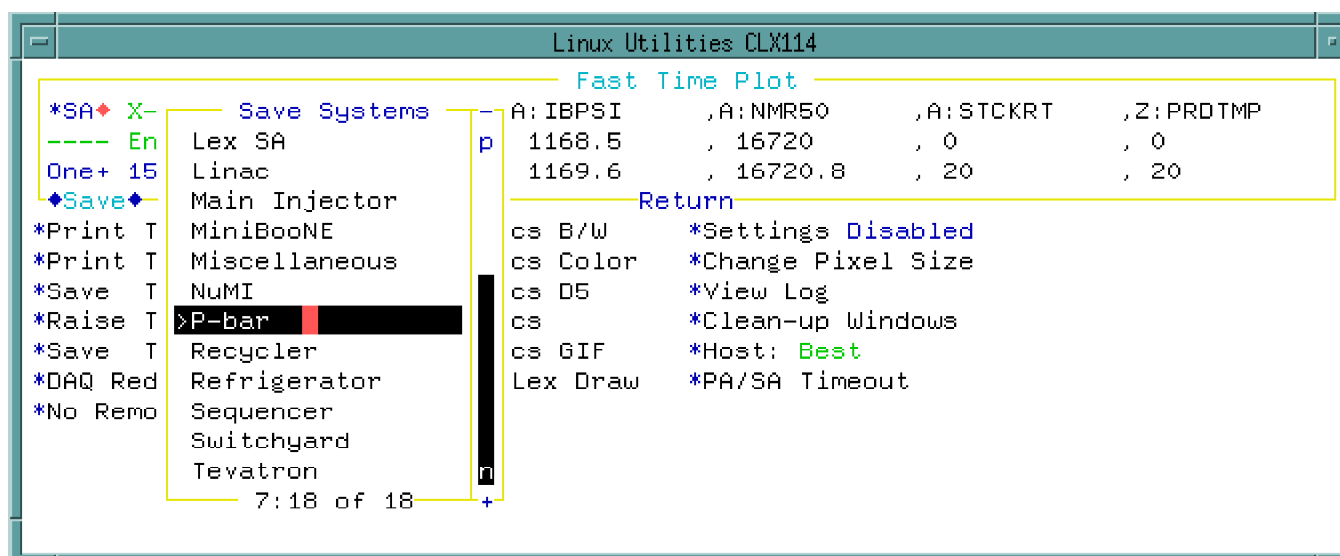 Linux Utilities CLX114
Fast Time Plot
*SA◆ X- Save Systems - A:IBPSI ,A:NMR50 ,A:STCKRT ,Z:PRDTMP
---- En Lex SA p 1168.5 , 16720 , 0 , 0
One+ 15 Linac 1169.6 , 16720.8 , 20 , 20
◆Save◆ Main Injector Return
*Print T MiniBooNE cs B/W *Settings Disabled
*Print T Miscellaneous cs Color *Change Pixel Size
*Save T NuMI cs D5 *View Log
*Raise T >P-bar cs *Clean-up Windows
*Save T Recycler cs GIF *Host: Best
*DAQ Red Refrigerator Lex Draw *PA/SA Timeout
*No Remo Sequencer
Switchyard
Tevatron n
7:18 of 18 +